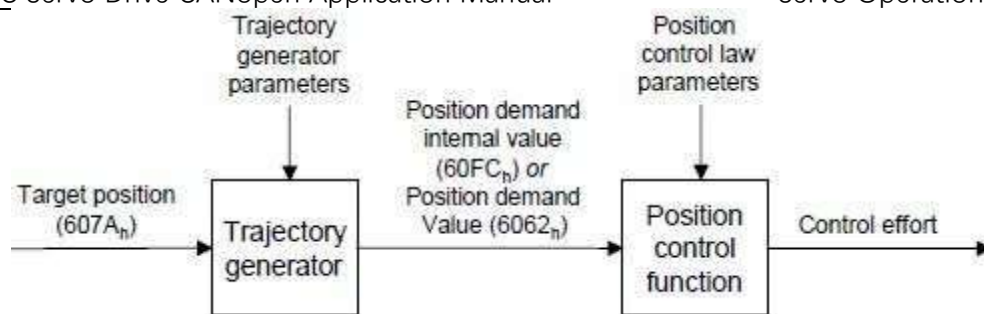 servo Drive CANopen Application Manual
servo Operation
Trajectory
generator
parameters
Position
control law
parameters
Position demand
internal value
(60FCh) or
Position demand
Value (6062h)
Target position
(607Ah)
Trajectory
generator
Position
control
function
Control effort